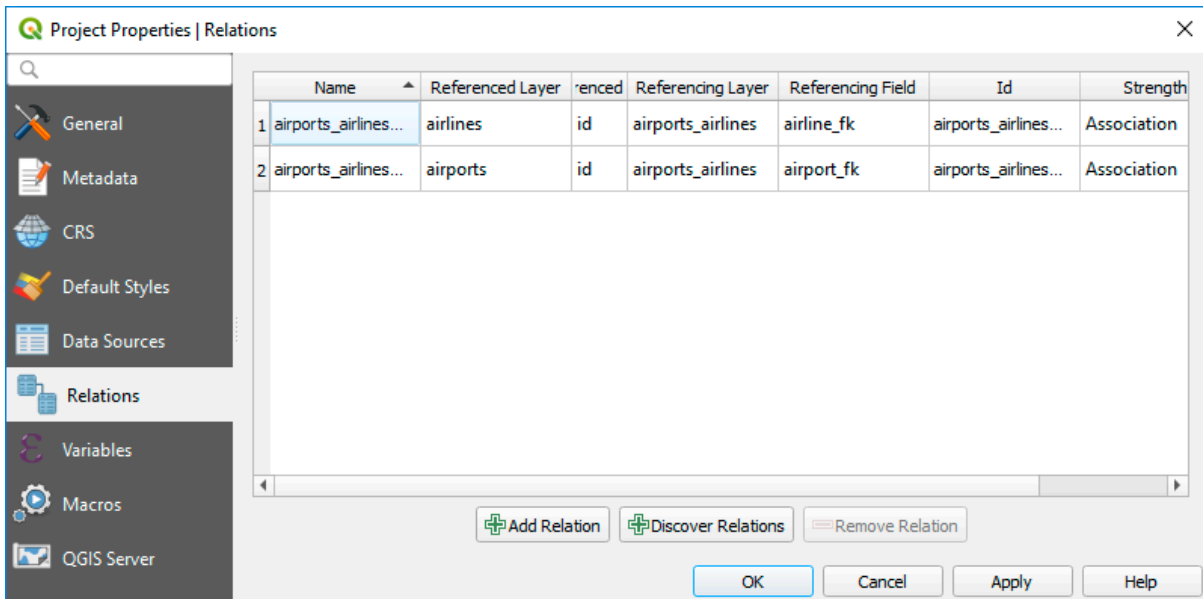 Project Properties | Relations
General
Metadata
CRS
Default Styles
Data Sources
Relations
Variables
Macros
QGIS Server
Name Referenced Layer renced Referencing Layer Referencing Field Id Strength
1 airports_airlines... airlines id airports_airlines airline_fk airports_airlines... Association
2 airports_airlines... airports id airports_airlines airport_fk airports_airlines... Association
Add Relation Discover Relations Remove Relation
OK Cancel Apply Help